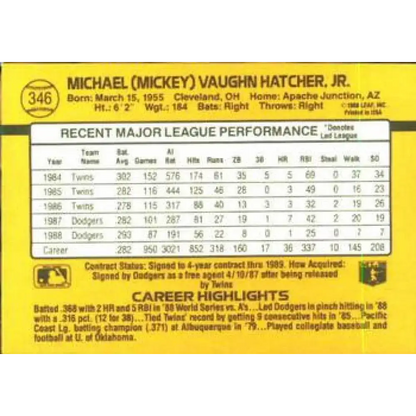 346
MICHAEL (MICKEY) VAUGHN HATCHER, JR.
Born: March 15, 1955 Cleveland, OH Home: Apache Junction, AZ
Ht.: 6'2" Wgt.: 184 Bats: Right Throws: Right
©1988 LEAF, INC.
Printed in USA
RECENT MAJOR LEAGUE PERFORMANCE *Denotes Led League
Year Team Name Bat. Avg Games At Bat Hits Runs 2B 3B HR RBI Steal Walk SO
1984 Twins 302 152 576 174 61 35 5 5 69 0 37 34
1985 Twins 282 116 444 125 46 28 0 3 49 0 16 23
1986 Twins 278 115 317 88 40 13 3 3 32 2 19 26
1987 Dodgers 282 287 81 27 19 1 7 42 2 20 19
1988 Dodgers 293 88 191 56 22 8 0 1 25 0 7 7
Career 282 950 3021 852 318 160 17 36 337 10 145 208
Contract Status: Signed to 4-year contract thru 1989. How Acquired:
Signed by Dodgers as a free agent 4/10/87 after being released by
Twins
CAREER HIGHLIGHTS
Batted .368 with 2 HR and 5 RBI in '88 World Series vs. A's... Led Dodgers in pinch hitting in '88
with a .316 pct. (12 for 38)... Tied Twins' record by getting 9 consecutive hits in '85... Pacific
Coast Lg. batting champion (.371) at Albuquerque in '79... Played collegiate baseball and
football at U. of Oklahoma.